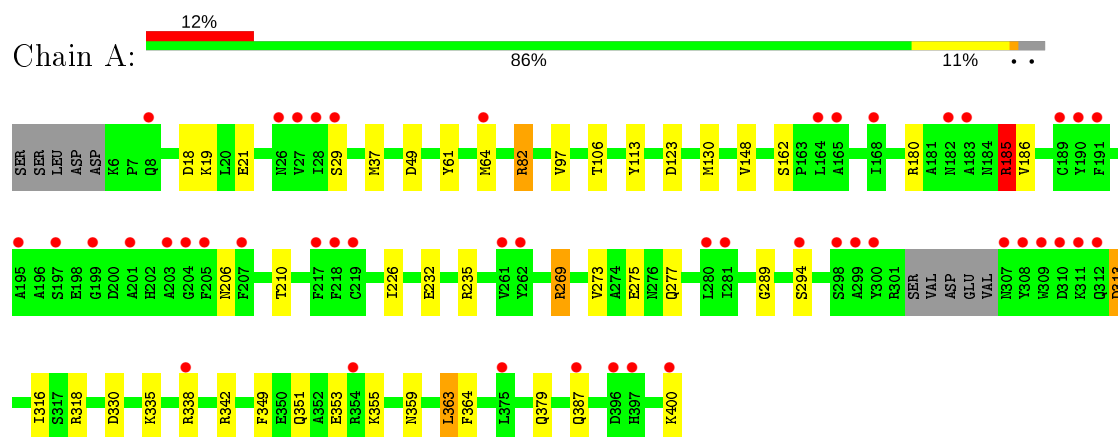 12%
Chain A:
86% 11% • •
SER SER LEU ASP ASP K6 P7 Q8 D18 K19 L20 E21 N26 V27 I28 S29 M37 D49 Y61 M64 R82 V97 T106 Y113 D123 M130 V148 S162 P163 L164 A165 I168 R180 A181 N182 A183 N184 R185 V186 C189 Y190 F191
A195 A196 S197 E198 G199 D200 A201 H202 A203 G204 F205 N206 F207 T210 F217 F218 C219 I226 E232 R235 V261 Y262 R269 V273 A274 E275 N276 Q277 L280 I281 G289 S294 S298 A299 Y300 R301 SER VAL ASP GLU VAL N307 Y308 W309 D310 K311 Q312 D313
I316 S317 R318 D330 K335 R338 R342 F349 E350 Q351 A352 E353 R354 K355 N359 L363 F364 L375 Q379 Q387 D396 H397 K400